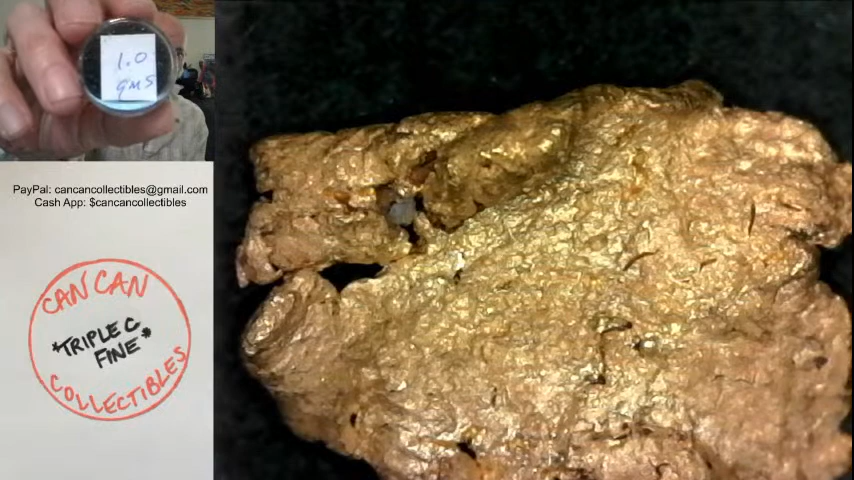 1.0
gms
PayPal: cancancollectibles@gmail.com
Cash App: $cancancollectibles
CAN CAN
*TRIPLE C
FINE*
COLLECTIBLES